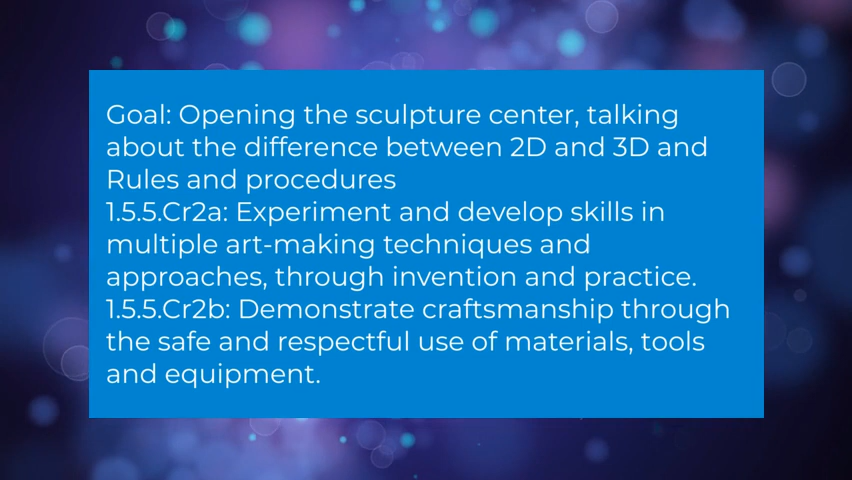 Goal: Opening the sculpture center, talking
about the difference between 2D and 3D and
Rules and procedures
1.5.5.Cr2a: Experiment and develop skills in
multiple art-making techniques and
approaches, through invention and practice.
1.5.5.Cr2b: Demonstrate craftsmanship through
the safe and respectful use of materials, tools
and equipment.